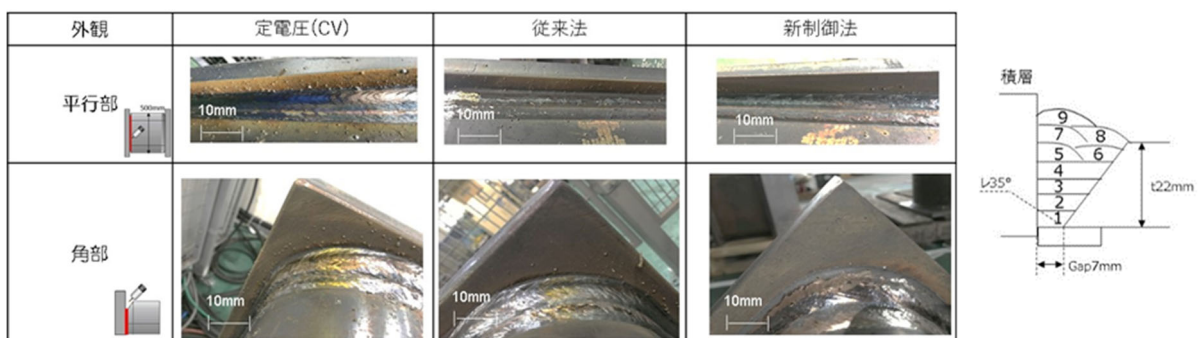 外観
定電圧(CV)
従来法
新制御法
平行部
500mm
10mm
10mm
10mm
角部
10mm
10mm
10mm
積層
9
7
8
5
6
4
3
2
1
レ35°
t22mm
Gap7mm